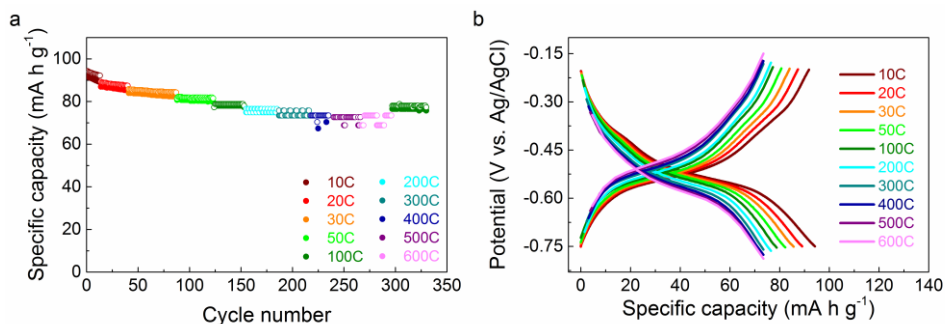 a
Specific capacity (mA h g⁻¹)
100
80
60
40
20
0
0 50 100 150 200 250 300 350
Cycle number
10C
20C
30C
50C
100C
200C
300C
400C
500C
600C
b
Potential (V vs. Ag/AgCl)
-0.15
-0.30
-0.45
-0.60
-0.75
0 20 40 60 80 100 120 140
Specific capacity (mA h g⁻¹)
10C
20C
30C
50C
100C
200C
300C
400C
500C
600C